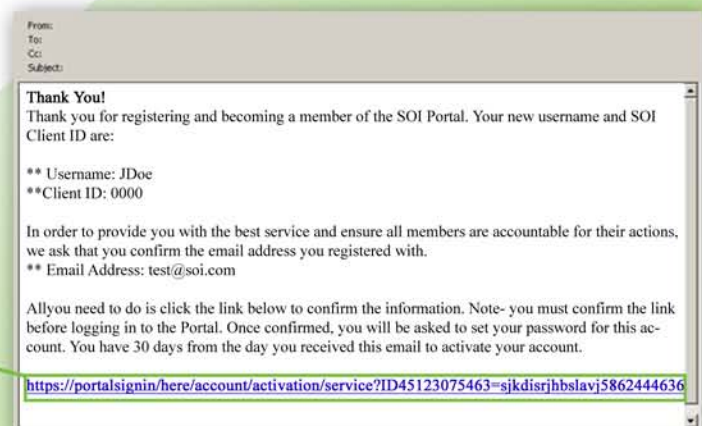 From:
To:
Cc:
Subject:
Thank You!
Thank you for registering and becoming a member of the SOI Portal. Your new username and SOI
Client ID are:
** Username: JDoe
**Client ID: 0000
In order to provide you with the best service and ensure all members are accountable for their actions,
we ask that you confirm the email address you registered with.
** Email Address: test@soi.com
Allyou need to do is click the link below to confirm the information. Note- you must confirm the link
before logging in to the Portal. Once confirmed, you will be asked to set your password for this ac-
count. You have 30 days from the day you received this email to activate your account.
https://portalsignin/here/account/activation/service?ID45123075463=sjkdisrjhbslavj5862444636